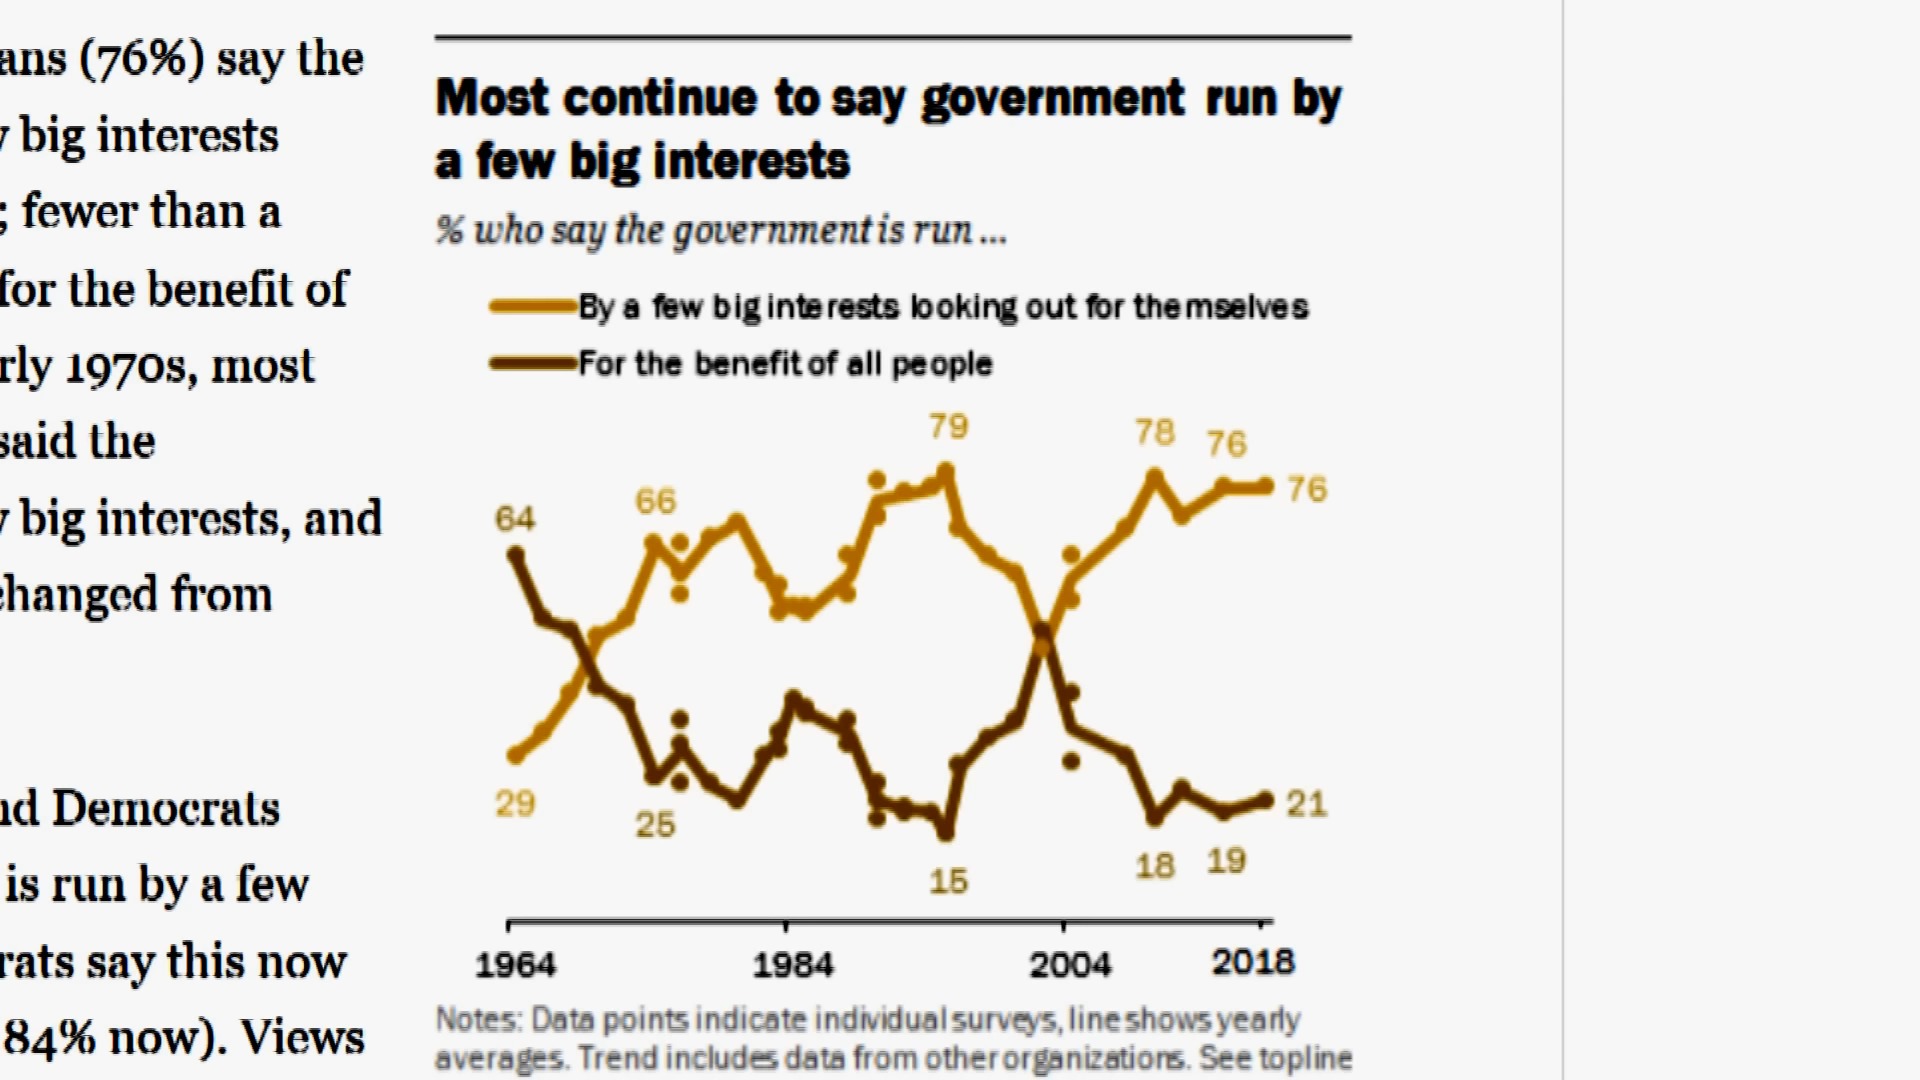 ans (76%) say the
y big interests
; fewer than a
for the benefit of
rly 1970s, most
said the
y big interests, and
changed from
nd Democrats
is run by a few
rats say this now
84% now). Views
Most continue to say government run by
a few big interests
% who say the government is run ...
By a few big interests looking out for themselves
For the benefit of all people
79
78
76
76
66
64
29
25
15
18
19
21
1964
1984
2004
2018
Notes: Data points indicate individual surveys, line shows yearly
averages. Trend includes data from other organizations. See topline